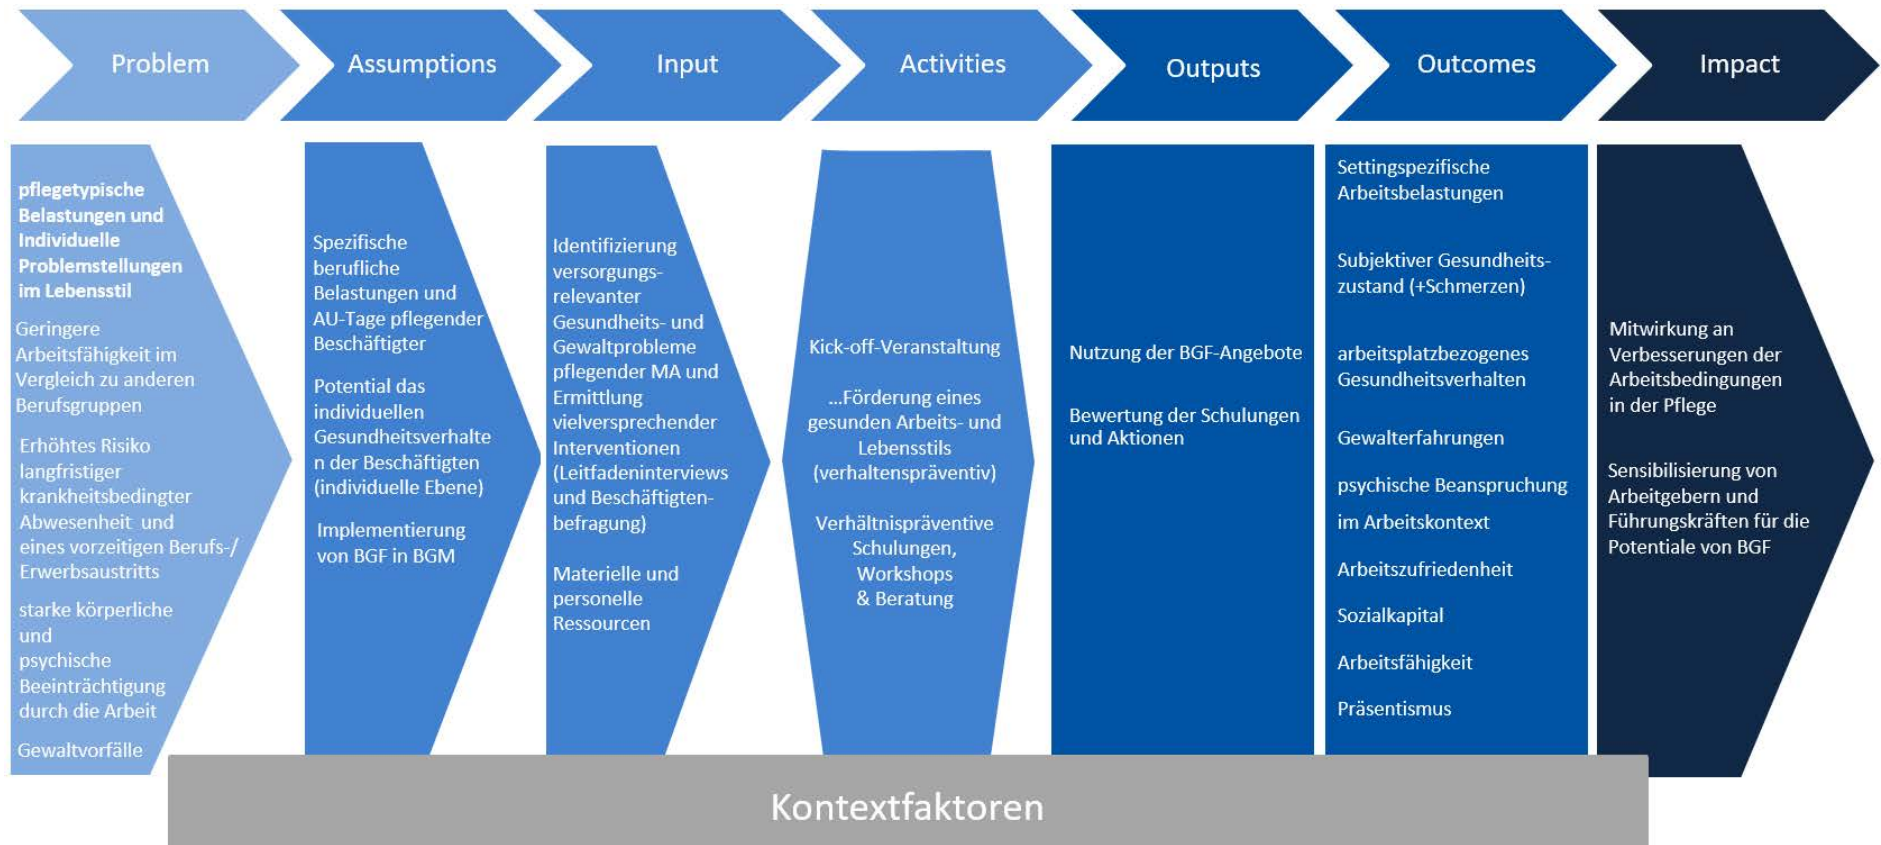 Problem
Assumptions
Input
Activities
Outputs
Outcomes
Impact
pflegetypische
Belastungen und
Individuelle
Problemstellungen
im Lebensstil
Geringere
Arbeitsfähigkeit im
Vergleich zu anderen
Berufsgruppen
Erhöhtes Risiko
langfristiger
krankheitsbedingter
Abwesenheit und
eines vorzeitigen Berufs-/
Erwerbsaustritts
starke körperliche
und
psychische
Beeinträchtigung
durch die Arbeit
Gewaltvorfälle
Spezifische
berufliche
Belastungen und
AU-Tage pflegender
Beschäftigter
Potential das
individuellen
Gesundheitsverhalte
n der Beschäftigten
(individuelle Ebene)
Implementierung
von BGF in BGM
Identifizierung
versorgungs-
relevanter
Gesundheits- und
Gewaltprobleme
pflegender MA und
Ermittlung
vielversprechender
Interventionen
(Leitfadeninterviews
und Beschäftigten-
befragung)
Materielle und
personelle
Ressourcen
Kick-off-Veranstaltung
...Förderung eines
gesunden Arbeits- und
Lebensstils
(verhaltenspräventiv)
Verhältnispräventive
Schulungen,
Workshops
& Beratung
Nutzung der BGF-Angebote
Bewertung der Schulungen
und Aktionen
Settingspezifische
Arbeitsbelastungen
Subjektiver Gesundheits-
zustand (+Schmerzen)
arbeitsplatzbezogenes
Gesundheitsverhalten
Gewalterfahrungen
psychische Beanspruchung
im Arbeitskontext
Arbeitszufriedenheit
Sozialkapital
Arbeitsfähigkeit
Präsentismus
Mitwirkung an
Verbesserungen der
Arbeitsbedingungen
in der Pflege
Sensibilisierung von
Arbeitgebern und
Führungskräften für die
Potentiale von BGF
Kontextfaktoren